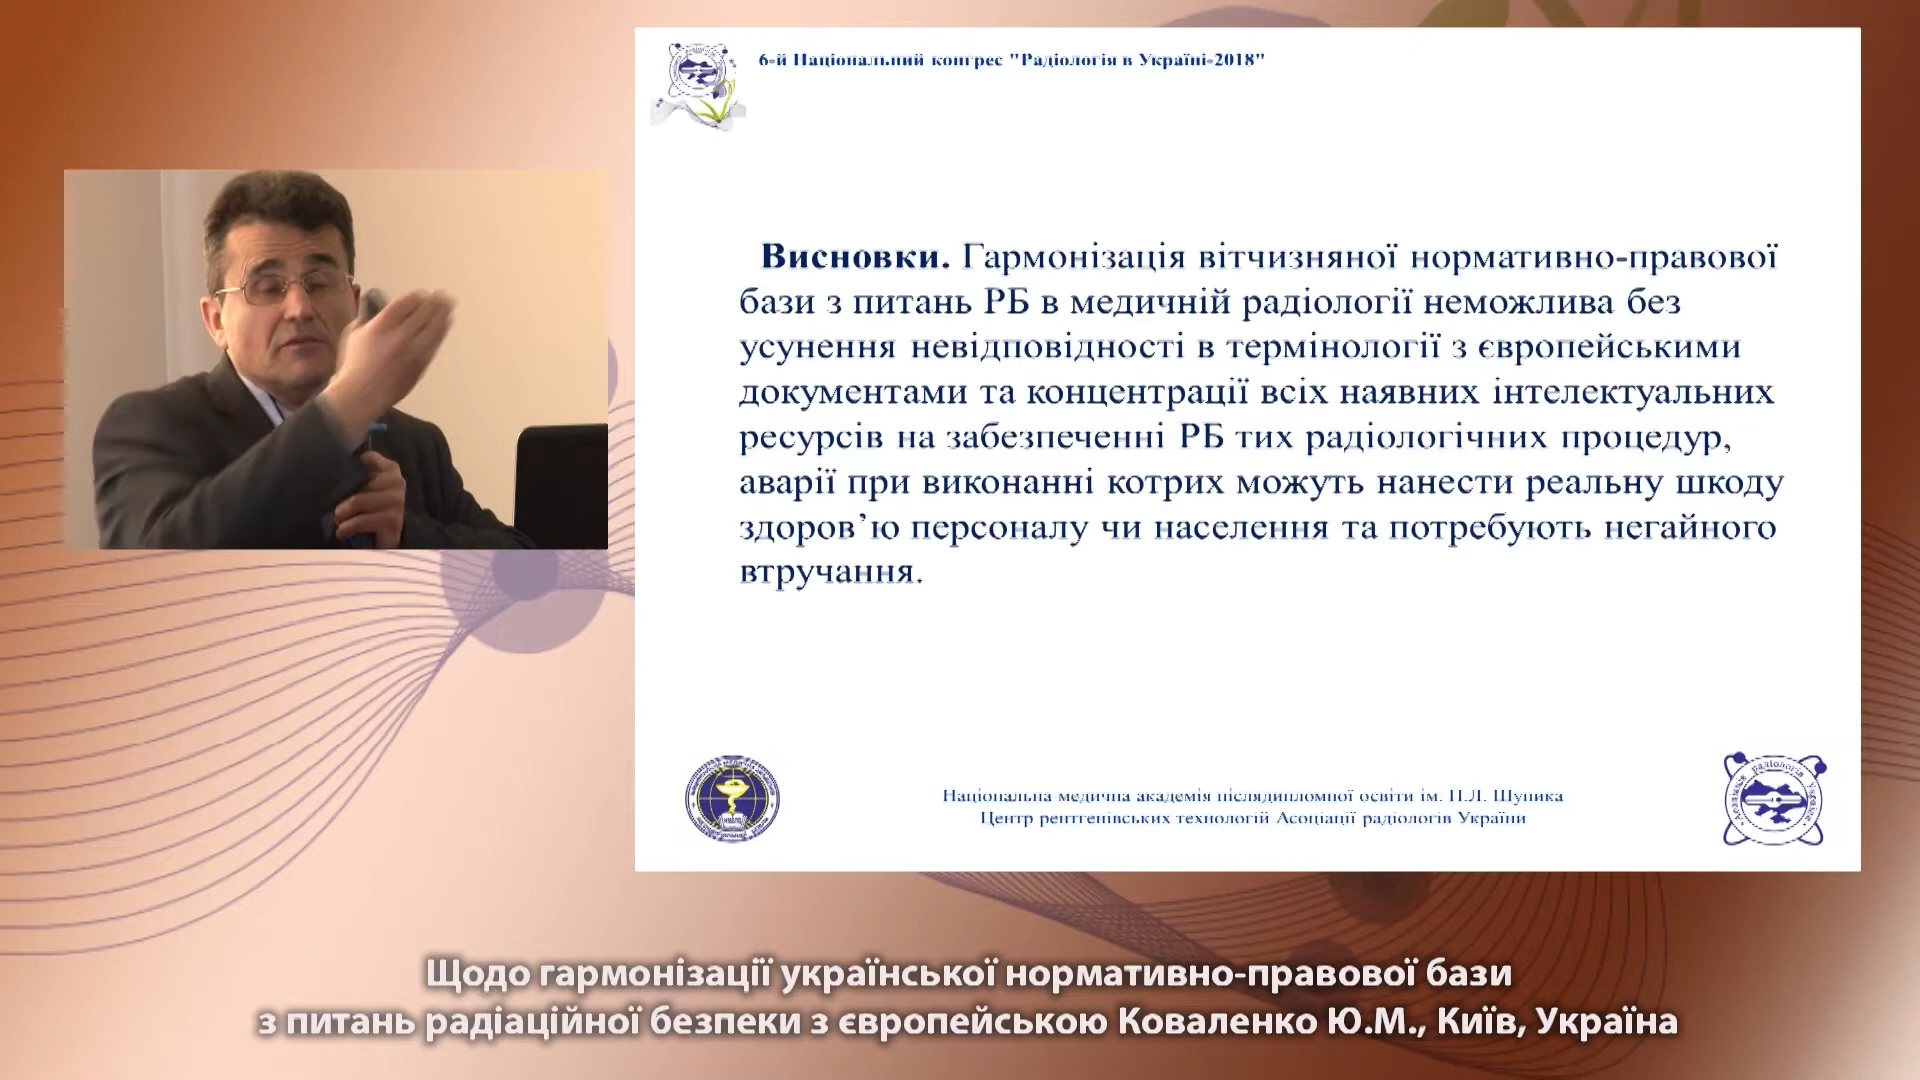 6-й Національний конгрес "Радіологія в Україні-2018"
Висновки. Гармонізація вітчизняної нормативно-правової
бази з питань РБ в медичній радіології неможлива без
усунення невідповідності в термінології з європейськими
документами та концентрації всіх наявних інтелектуальних
ресурсів на забезпеченні РБ тих радіологічних процедур,
аварії при виконанні котрих можуть нанести реальну шкоду
здоров’ю персоналу чи населення та потребують негайного
втручання.
Національна медична академія післядипломної освіти ім. П.Л. Шупика
Центр рентгенівських технологій Асоціації радіологів України
Асоціація радіологів України
Щодо гармонізації української нормативно-правової бази
з питань радіаційної безпеки з європейською Коваленко Ю.М., Київ, Україна